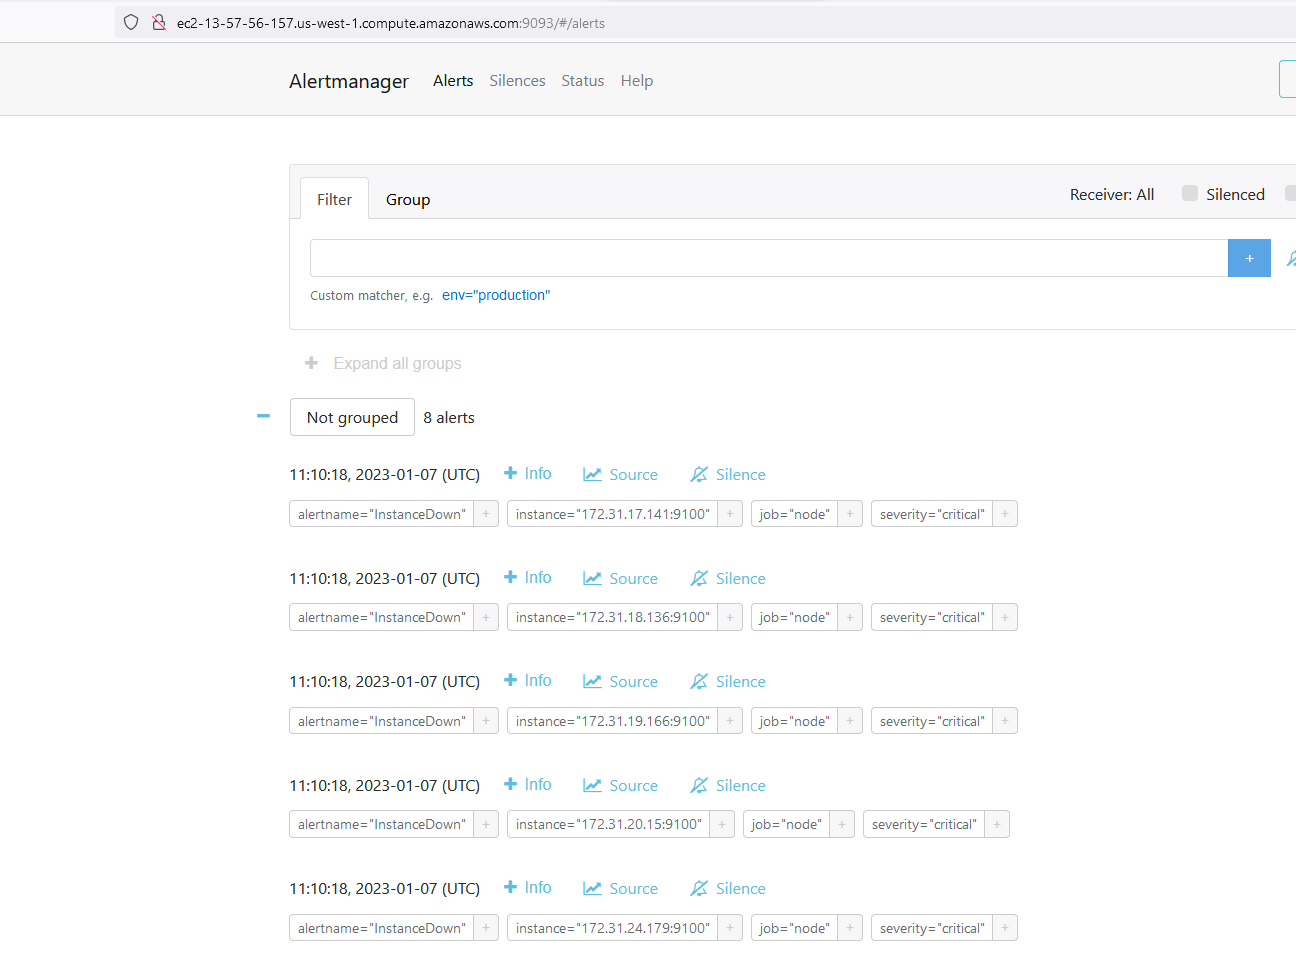 ec2-13-57-56-157.us-west-1.compute.amazonaws.com:9093/#/alerts
Alertmanager Alerts Silences Status Help
Filter Group Receiver: All Silenced
+
Custom matcher, e.g. env="production"
+ Expand all groups
− Not grouped 8 alerts
11:10:18, 2023-01-07 (UTC) + Info Source Silence
alertname="InstanceDown" + instance="172.31.17.141:9100" + job="node" + severity="critical" +
11:10:18, 2023-01-07 (UTC) + Info Source Silence
alertname="InstanceDown" + instance="172.31.18.136:9100" + job="node" + severity="critical" +
11:10:18, 2023-01-07 (UTC) + Info Source Silence
alertname="InstanceDown" + instance="172.31.19.166:9100" + job="node" + severity="critical" +
11:10:18, 2023-01-07 (UTC) + Info Source Silence
alertname="InstanceDown" + instance="172.31.20.15:9100" + job="node" + severity="critical" +
11:10:18, 2023-01-07 (UTC) + Info Source Silence
alertname="InstanceDown" + instance="172.31.24.179:9100" + job="node" + severity="critical" +